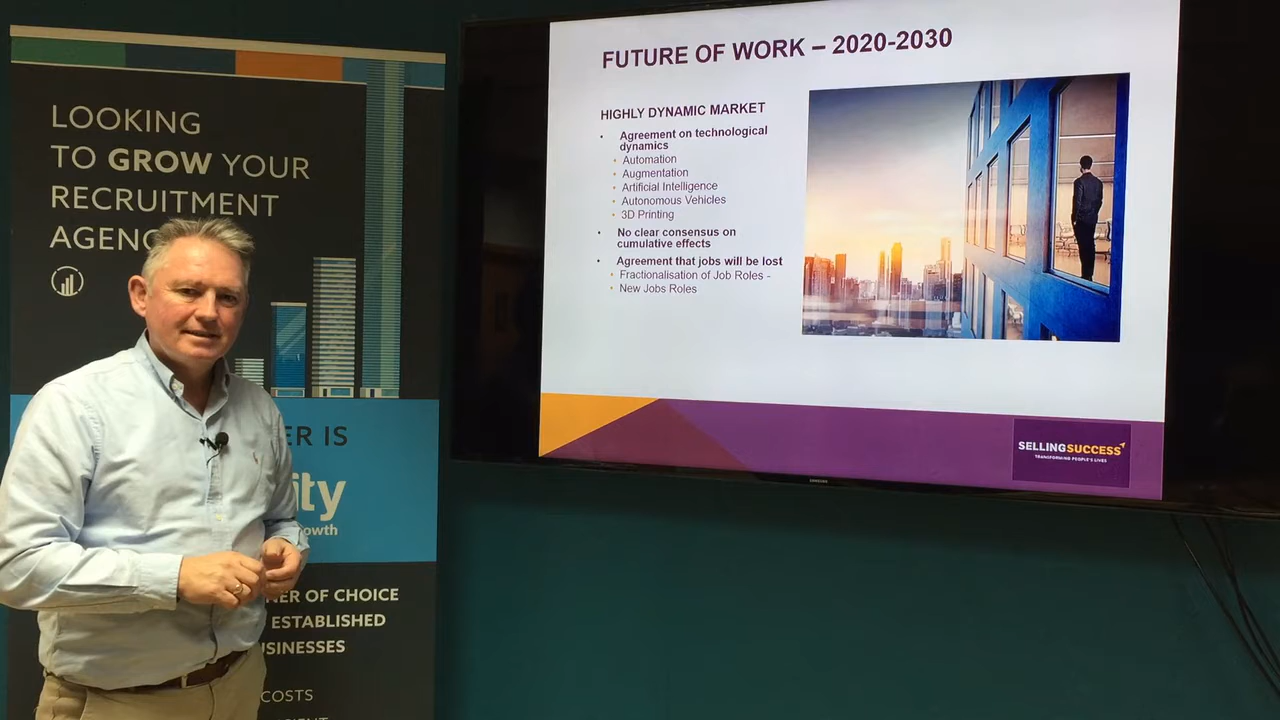 LOOKING
TO GROW YOUR
RECRUITMENT
AGENC
ER IS
ity
owth
NER OF CHOICE
ESTABLISHED
USINESSES
COSTS
FUTURE OF WORK – 2020-2030
HIGHLY DYNAMIC MARKET
• Agreement on technological
dynamics
• Automation
• Augmentation
• Artificial Intelligence
• Autonomous Vehicles
• 3D Printing
• No clear consensus on
cumulative effects
• Agreement that jobs will be lost
• Fractionalisation of Job Roles -
• New Jobs Roles
SELLINGSUCCESS
TRANSFORMING PEOPLE'S LIVES
SAMSUNG